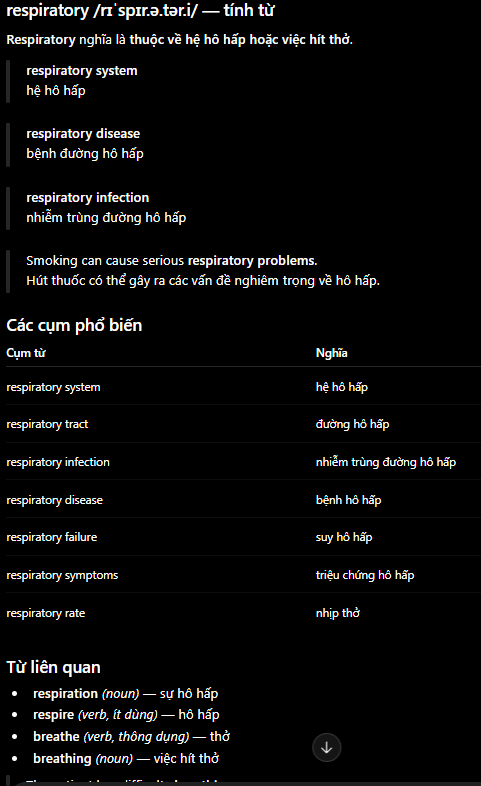 respiratory /rɪˈspɪr.ə.tər.i/ — tính từ
Respiratory nghĩa là thuộc về hệ hô hấp hoặc việc hít thở.
respiratory system
hệ hô hấp
respiratory disease
bệnh đường hô hấp
respiratory infection
nhiễm trùng đường hô hấp
Smoking can cause serious respiratory problems.
Hút thuốc có thể gây ra các vấn đề nghiêm trọng về hô hấp.
Các cụm phổ biến
Cụm từ Nghĩa
respiratory system hệ hô hấp
respiratory tract đường hô hấp
respiratory infection nhiễm trùng đường hô hấp
respiratory disease bệnh hô hấp
respiratory failure suy hô hấp
respiratory symptoms triệu chứng hô hấp
respiratory rate nhịp thở
Từ liên quan
• respiration (noun) — sự hô hấp
• respire (verb, ít dùng) — hô hấp
• breathe (verb, thông dụng) — thở
• breathing (noun) — việc hít thở